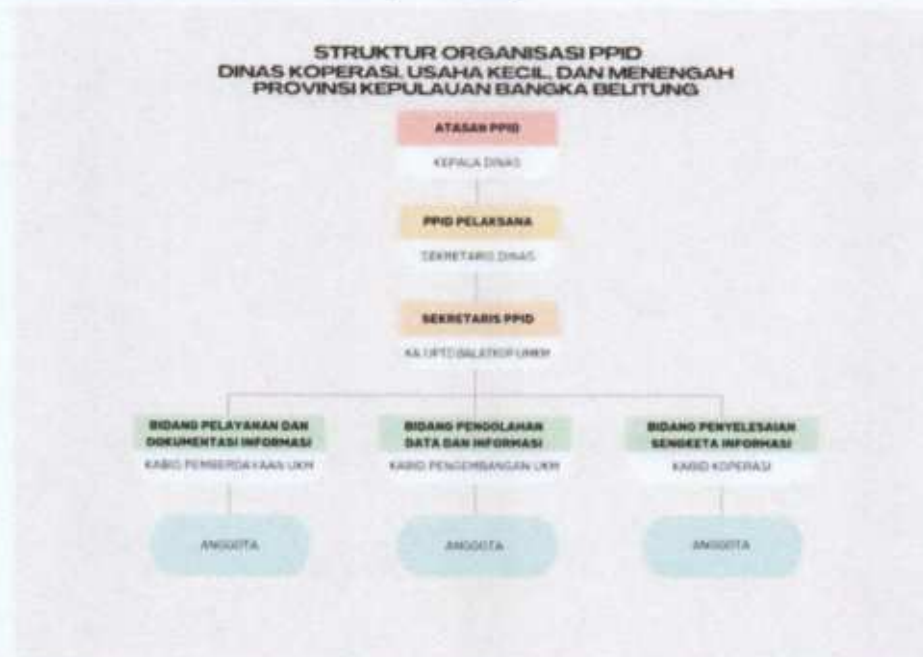 STRUKTUR ORGANISASI PPID
DINAS KOPERASI, USAHA KECIL, DAN MENENGAH
PROVINSI KEPULAUAN BANGKA BELITUNG
ATASAN PPID
KEPALA DINAS
PPID PELAKSANA
SEKRETARIS DINAS
SEKRETARIS PPID
KA.UPTD BALATKOP UMKM
BIDANG PELAYANAN DAN
DOKUMENTASI INFORMASI
KABID PEMBERDAYAAN UKM
ANGGOTA
BIDANG PENGOLAHAN
DATA DAN INFORMASI
KABID PENGEMBANGAN UKM
ANGGOTA
BIDANG PENYELESAIAN
SENGKETA INFORMASI
KABID KOPERASI
ANGGOTA